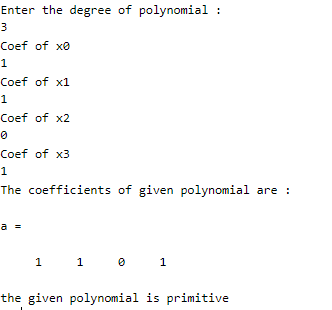 Enter the degree of polynomial :
3
Coef of x0
1
Coef of x1
1
Coef of x2
0
Coef of x3
1
The coefficients of given polynomial are :
a =
1 1 0 1
the given polynomial is primitive